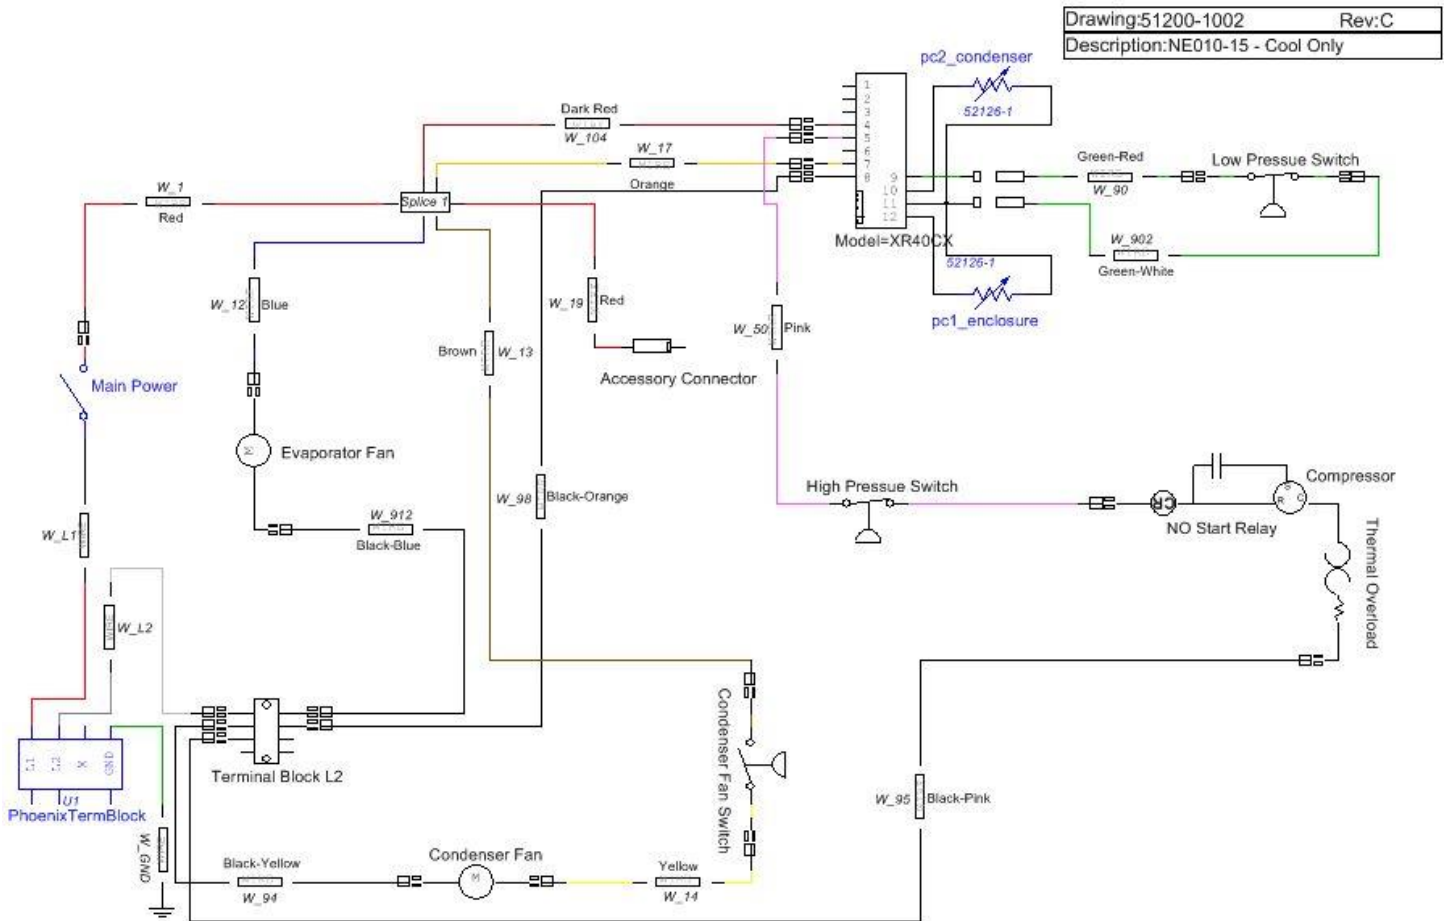 Drawing:51200-1002 Rev:C
Description:NE010-15 - Cool Only
pc2_condenser
52126-1
Dark Red
W_104
W_17
Orange
1
2
3
4
5
6
7
8
9
10
11
12
Model=XR40CX
Green-Red
W_90
Low Pressue Switch
W_902
Green-White
52126-1
pc1_enclosure
W_1
Red
Splice 1
W_12 Blue
W_19 Red
Brown W_13
W_50 Pink
Main Power
Accessory Connector
Evaporator Fan
M
W_L1
W_912
Black-Blue
W_98 Black-Orange
High Pressue Switch
CR
NO Start Relay
S
R C
Compressor
Thermal Overload
W_L2
L1 L2 X GND
U1
PhoenixTermBlock
Terminal Block L2
W_GND
Condenser Fan Switch
W_95 Black-Pink
Black-Yellow
W_94
Condenser Fan
M
Yellow
W_14